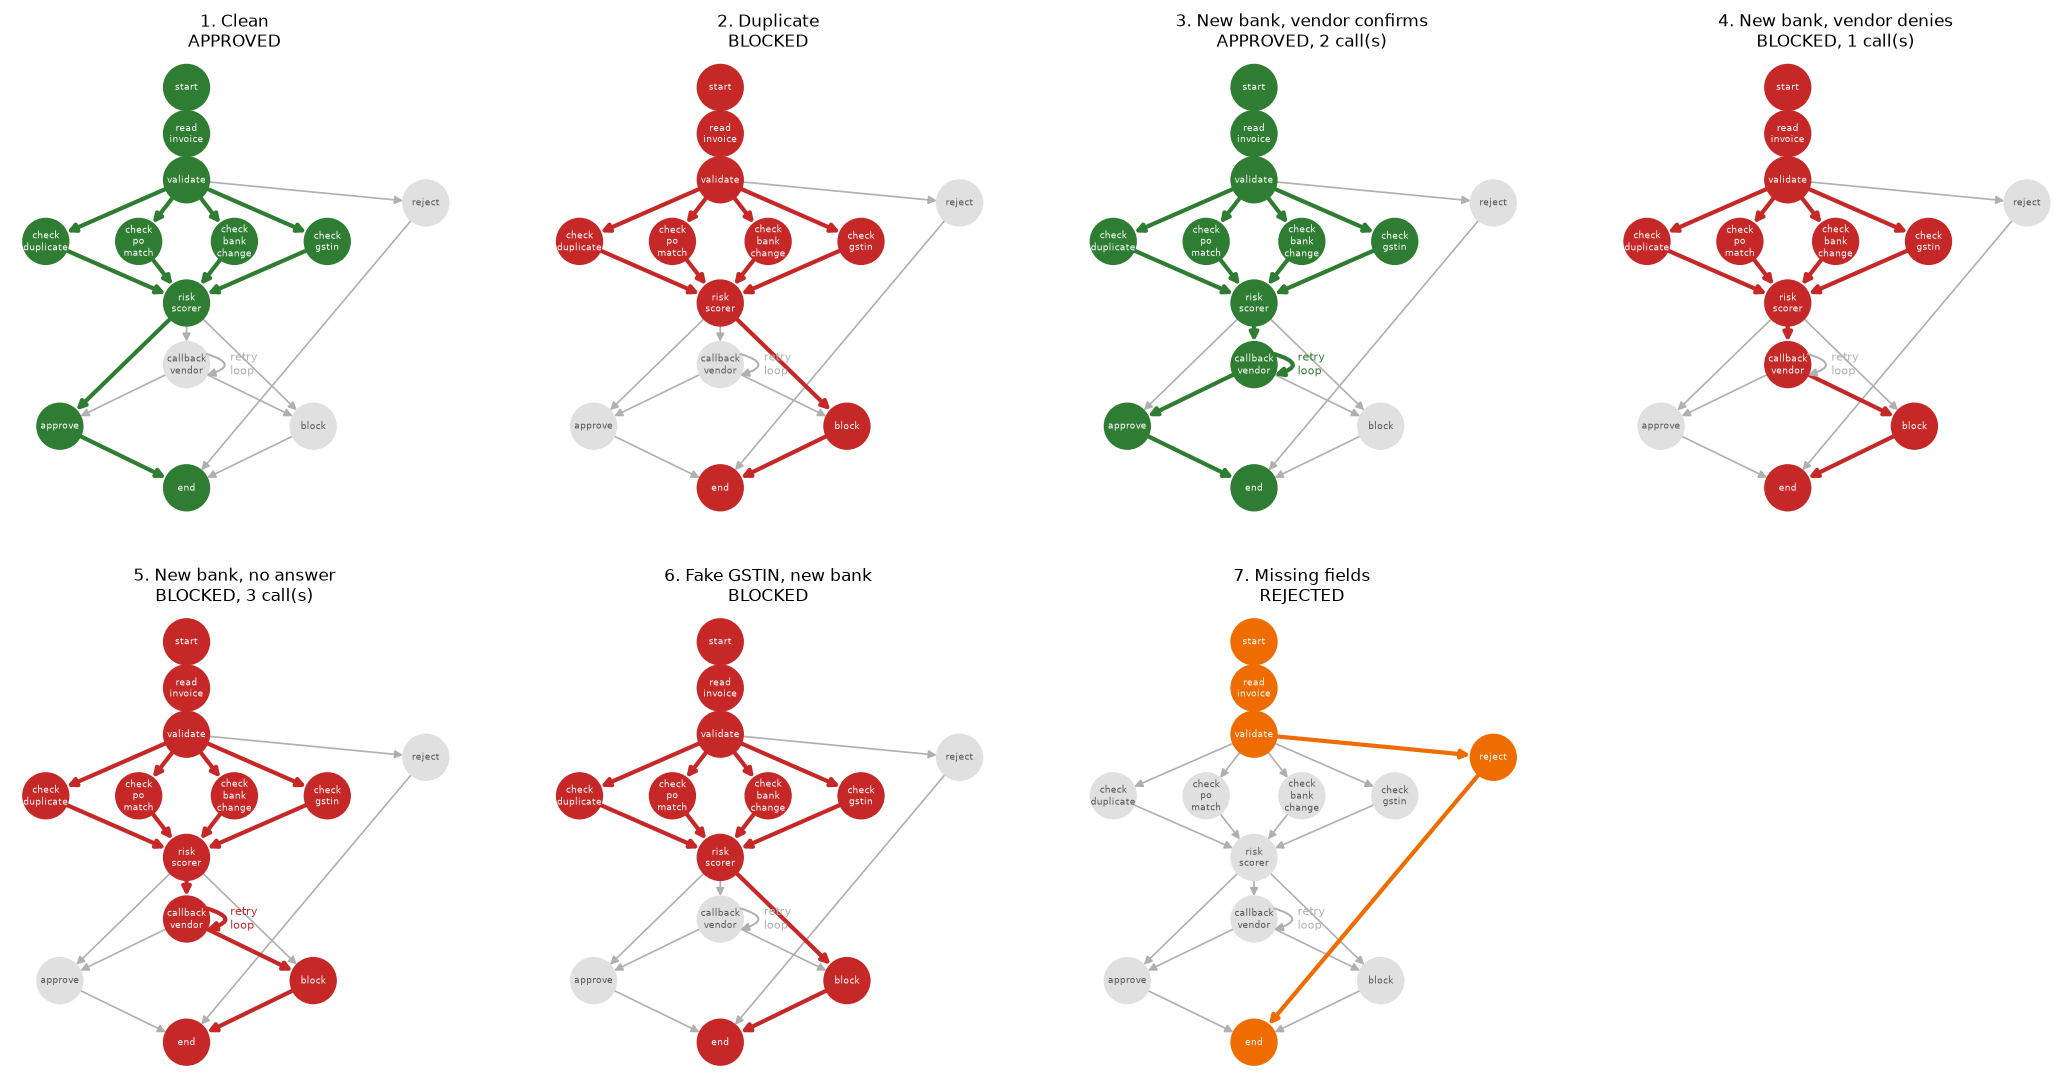 1. Clean
APPROVED
start
read
invoice
validate
reject
check
duplicate
check
po
match
check
bank
change
check
gstin
risk
scorer
callback
vendor
retry
loop
approve
block
end
2. Duplicate
BLOCKED
start
read
invoice
validate
reject
check
duplicate
check
po
match
check
bank
change
check
gstin
risk
scorer
callback
vendor
retry
loop
approve
block
end
3. New bank, vendor confirms
APPROVED, 2 call(s)
start
read
invoice
validate
reject
check
duplicate
check
po
match
check
bank
change
check
gstin
risk
scorer
callback
vendor
retry
loop
approve
block
end
4. New bank, vendor denies
BLOCKED, 1 call(s)
start
read
invoice
validate
reject
check
duplicate
check
po
match
check
bank
change
check
gstin
risk
scorer
callback
vendor
retry
loop
approve
block
end
5. New bank, no answer
BLOCKED, 3 call(s)
start
read
invoice
validate
reject
check
duplicate
check
po
match
check
bank
change
check
gstin
risk
scorer
callback
vendor
retry
loop
approve
block
end
6. Fake GSTIN, new bank
BLOCKED
start
read
invoice
validate
reject
check
duplicate
check
po
match
check
bank
change
check
gstin
risk
scorer
callback
vendor
retry
loop
approve
block
end
7. Missing fields
REJECTED
start
read
invoice
validate
reject
check
duplicate
check
po
match
check
bank
change
check
gstin
risk
scorer
callback
vendor
retry
loop
approve
block
end